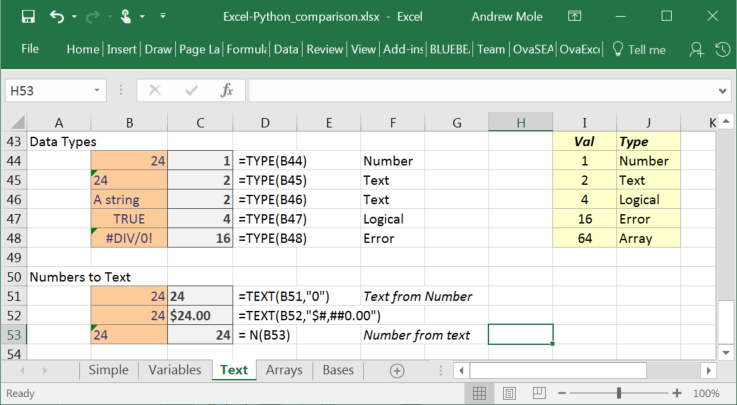 Excel-Python_comparison.xlsx - Excel Andrew Mole
File Home Insert Draw Page La Formula Data Review View Add-ins BLUEBE. Team OvaSEA OvaExc Tell me
H53 fx
A B C D E F G H I J K
43 Data Types Val Type
44 24 1 =TYPE(B44) Number 1 Number
45 24 2 =TYPE(B45) Text 2 Text
46 A string 2 =TYPE(B46) Text 4 Logical
47 TRUE 4 =TYPE(B47) Logical 16 Error
48 #DIV/0! 16 =TYPE(B48) Error 64 Array
49
50 Numbers to Text
51 24 24 =TEXT(B51,"0") Text from Number
52 24 $24.00 =TEXT(B52,"$#,##0.00")
53 24 24 = N(B53) Number from text
54
Simple Variables Text Arrays Bases
Ready 100%